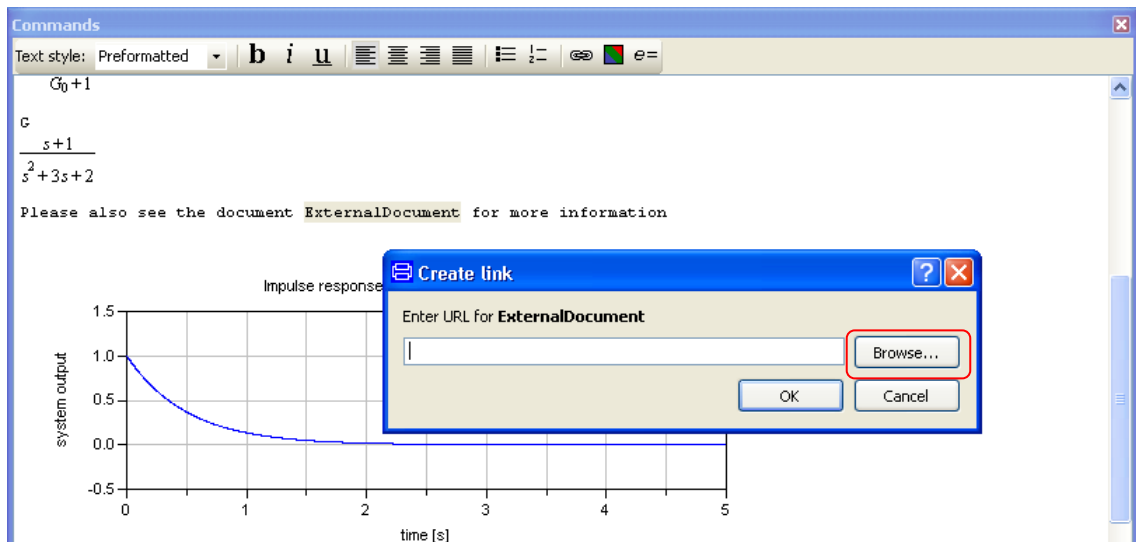 Commands
Text style: Preformatted b i u e=
G0+1
G
s+1
s2+3s+2
Please also see the document ExternalDocument for more information
Create link
Enter URL for ExternalDocument
Browse...
OK Cancel
Impulse response
1.5
1.0
0.5
0.0
-0.5
system output
0 1 2 3 4 5
time [s]